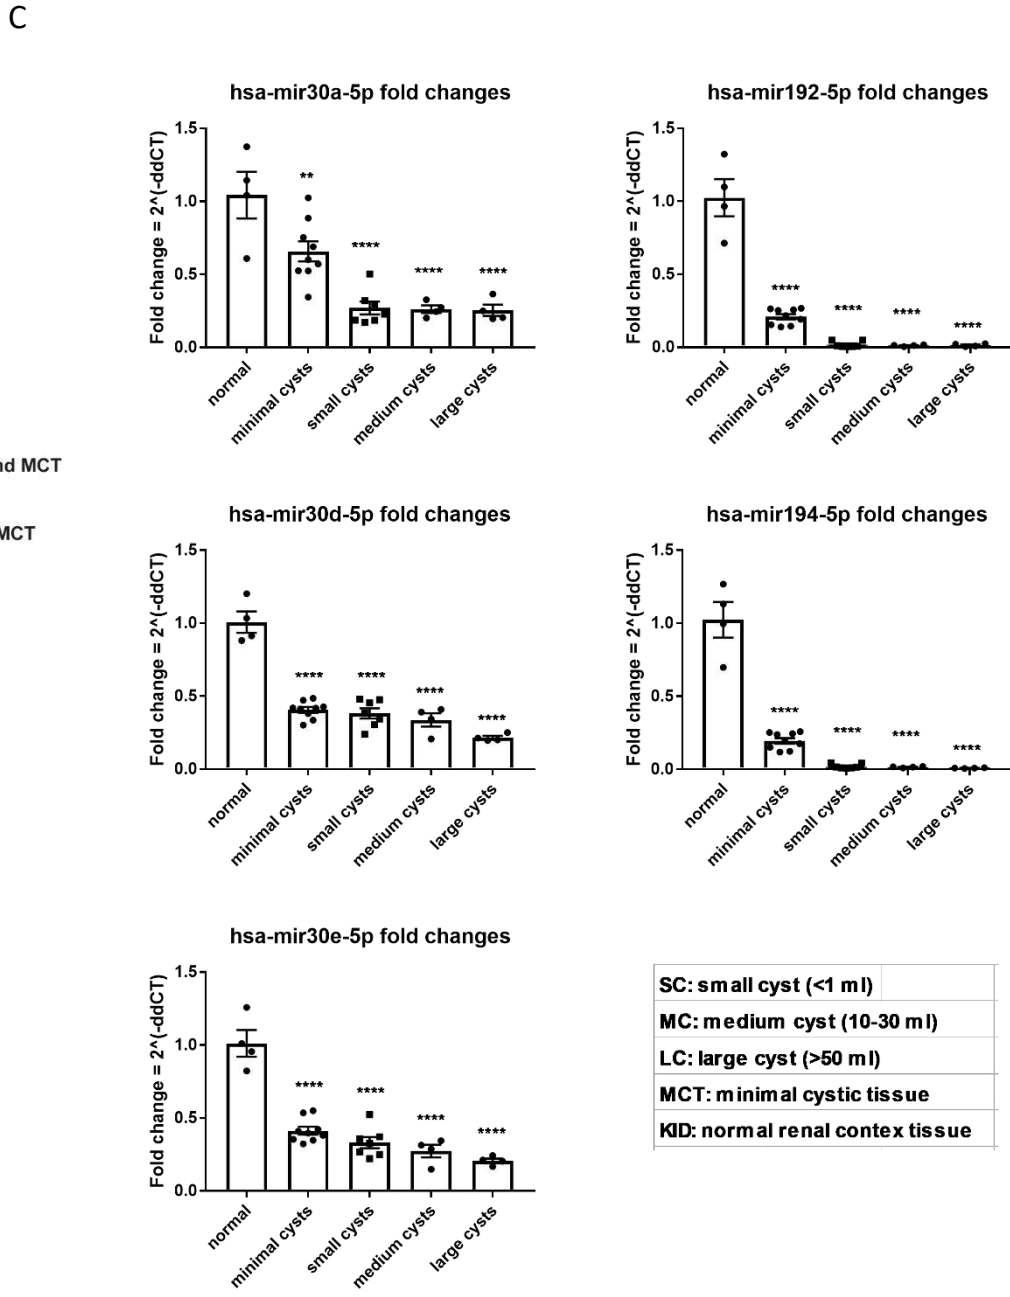 C
hsa-mir30a-5p fold changes
Fold change = 2^(-ddCT)
1.5
1.0
0.5
0.0
**
****
****
****
normal
minimal cysts
small cysts
medium cysts
large cysts
hsa-mir192-5p fold changes
Fold change = 2^(-ddCT)
1.5
1.0
0.5
0.0
****
****
****
****
normal
minimal cysts
small cysts
medium cysts
large cysts
nd MCT
MCT
hsa-mir30d-5p fold changes
Fold change = 2^(-ddCT)
1.5
1.0
0.5
0.0
****
****
****
****
normal
minimal cysts
small cysts
medium cysts
large cysts
hsa-mir194-5p fold changes
Fold change = 2^(-ddCT)
1.5
1.0
0.5
0.0
****
****
****
****
normal
minimal cysts
small cysts
medium cysts
large cysts
hsa-mir30e-5p fold changes
Fold change = 2^(-ddCT)
1.5
1.0
0.5
0.0
****
****
****
****
normal
minimal cysts
small cysts
medium cysts
large cysts
SC: small cyst (<1 ml)
MC: medium cyst (10-30 ml)
LC: large cyst (>50 ml)
MCT: minimal cystic tissue
KID: normal renal contex tissue